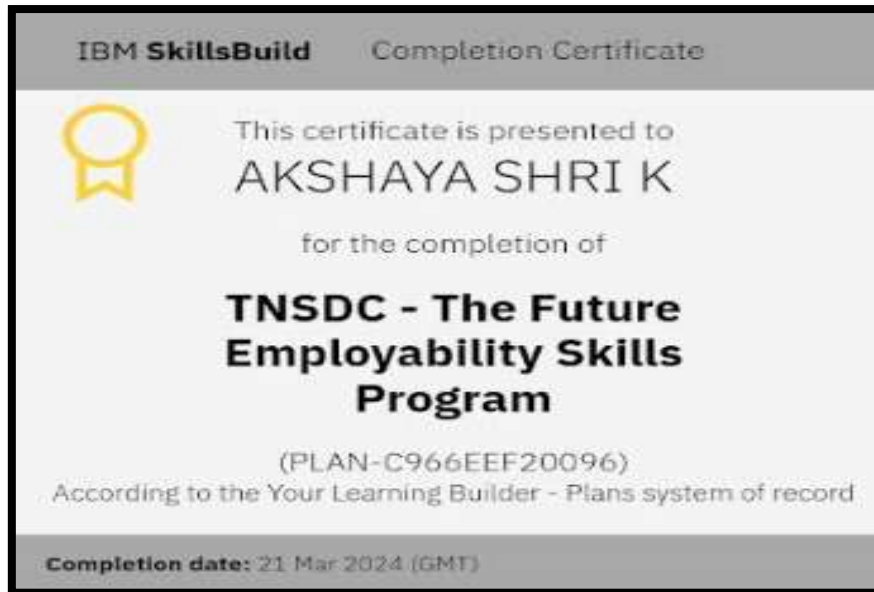 IBM SkillsBuild Completion Certificate
This certificate is presented to
AKSHAYA SHRI K
for the completion of
TNSDC - The Future
Employability Skills
Program
(PLAN-C966EEF20096)
According to the Your Learning Builder - Plans system of record
Completion date: 21 Mar 2024 (GMT)